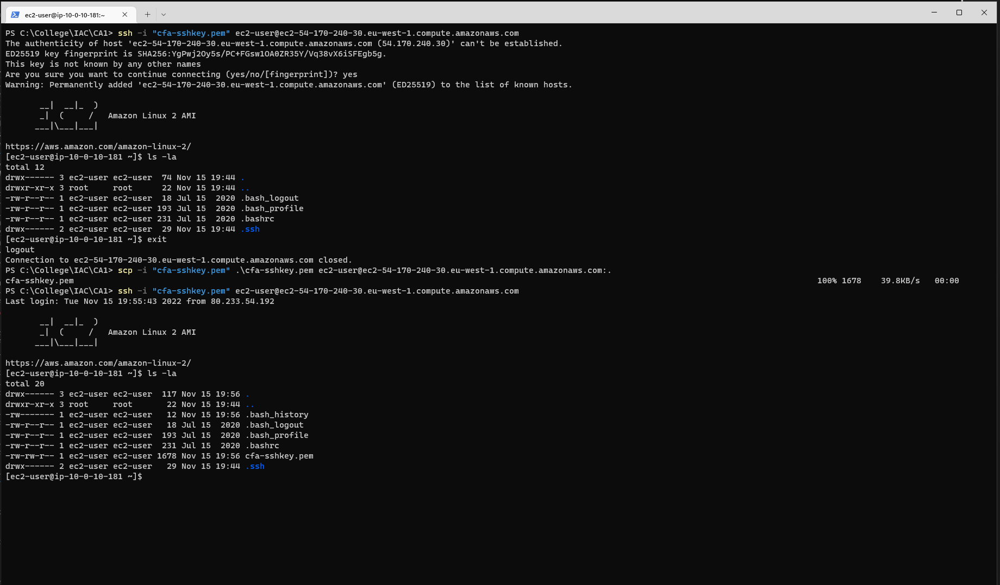 ec2-user@ip-10-0-10-181:~
PS C:\College\IAC\CA1> ssh -i "cfa-sshkey.pem" ec2-user@ec2-54-170-240-30.eu-west-1.compute.amazonaws.com
The authenticity of host 'ec2-54-170-240-30.eu-west-1.compute.amazonaws.com (54.170.240.30)' can't be established.
ED25519 key fingerprint is SHA256:YgPwj2Oy5s/PC+FGsw1OA0ZR35Y/Vq38vX6iSFEgb5g.
This key is not known by any other names
Are you sure you want to continue connecting (yes/no/[fingerprint])? yes
Warning: Permanently added 'ec2-54-170-240-30.eu-west-1.compute.amazonaws.com' (ED25519) to the list of known hosts.
       __|  __|_  )
       _|  (     /   Amazon Linux 2 AMI
      ___|\___|___|
https://aws.amazon.com/amazon-linux-2/
[ec2-user@ip-10-0-10-181 ~]$ ls -la
total 12
drwx------ 3 ec2-user ec2-user  74 Nov 15 19:44 .
drwxr-xr-x 3 root     root      22 Nov 15 19:44 ..
-rw-r--r-- 1 ec2-user ec2-user  18 Jul 15  2020 .bash_logout
-rw-r--r-- 1 ec2-user ec2-user 193 Jul 15  2020 .bash_profile
-rw-r--r-- 1 ec2-user ec2-user 231 Jul 15  2020 .bashrc
drwx------ 2 ec2-user ec2-user  29 Nov 15 19:44 .ssh
[ec2-user@ip-10-0-10-181 ~]$ exit
logout
Connection to ec2-54-170-240-30.eu-west-1.compute.amazonaws.com closed.
PS C:\College\IAC\CA1> scp -i "cfa-sshkey.pem" .\cfa-sshkey.pem ec2-user@ec2-54-170-240-30.eu-west-1.compute.amazonaws.com:.
cfa-sshkey.pem 100% 1678 39.8KB/s 00:00
PS C:\College\IAC\CA1> ssh -i "cfa-sshkey.pem" ec2-user@ec2-54-170-240-30.eu-west-1.compute.amazonaws.com
Last login: Tue Nov 15 19:55:43 2022 from 80.233.54.192
       __|  __|_  )
       _|  (     /   Amazon Linux 2 AMI
      ___|\___|___|
https://aws.amazon.com/amazon-linux-2/
[ec2-user@ip-10-0-10-181 ~]$ ls -la
total 20
drwx------ 3 ec2-user ec2-user  117 Nov 15 19:56 .
drwxr-xr-x 3 root     root       22 Nov 15 19:44 ..
-rw------- 1 ec2-user ec2-user   12 Nov 15 19:56 .bash_history
-rw-r--r-- 1 ec2-user ec2-user   18 Jul 15  2020 .bash_logout
-rw-r--r-- 1 ec2-user ec2-user  193 Jul 15  2020 .bash_profile
-rw-r--r-- 1 ec2-user ec2-user  231 Jul 15  2020 .bashrc
-rw-rw-r-- 1 ec2-user ec2-user 1678 Nov 15 19:56 cfa-sshkey.pem
drwx------ 2 ec2-user ec2-user   29 Nov 15 19:44 .ssh
[ec2-user@ip-10-0-10-181 ~]$